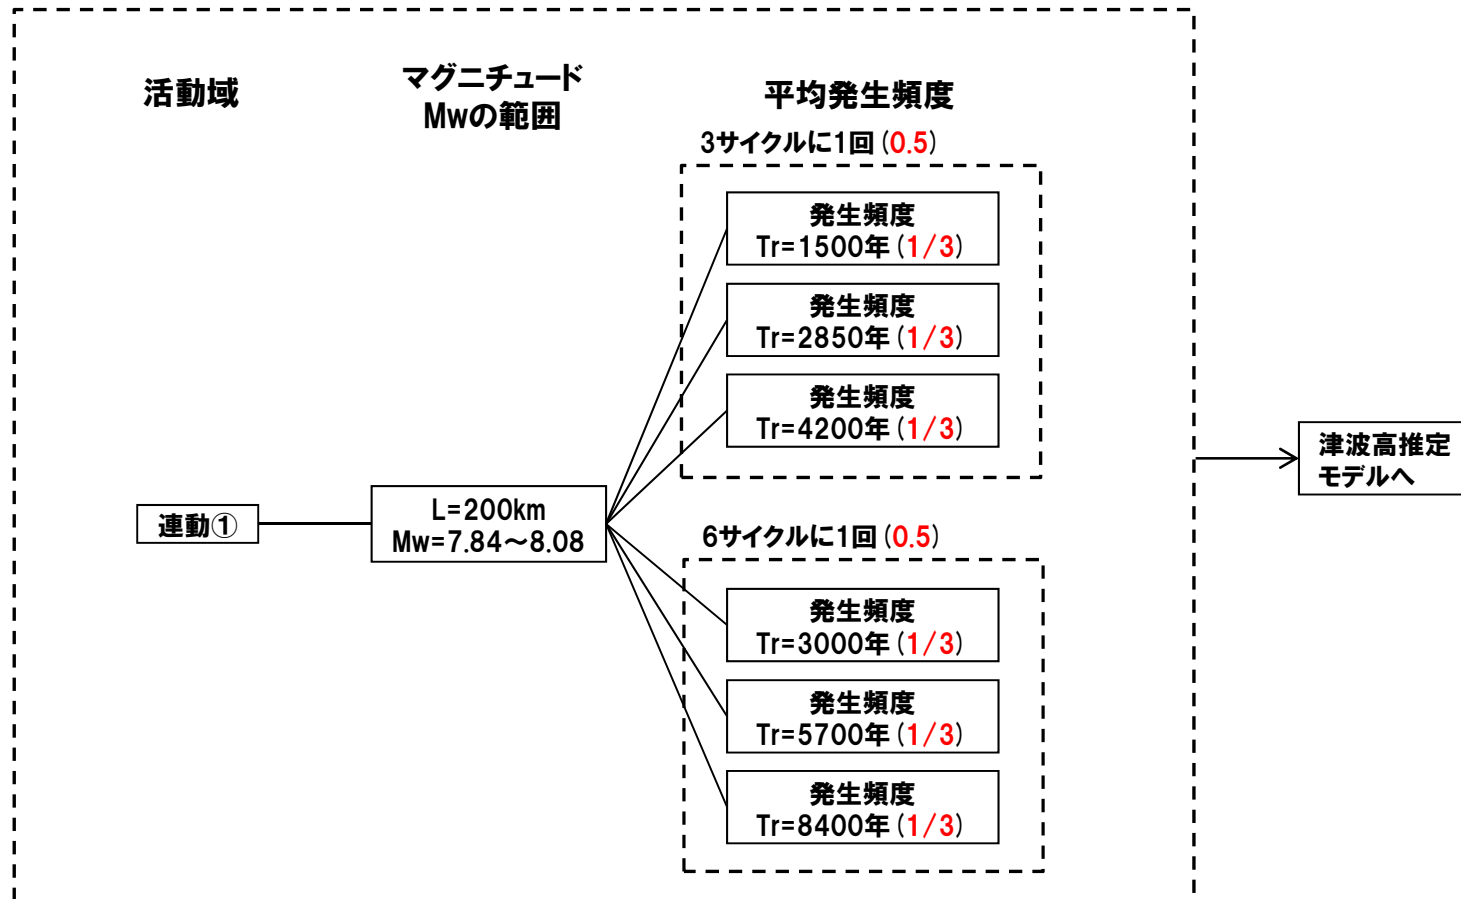 活動域
マグニチュード
Mwの範囲
平均発生頻度
3サイクルに1回(0.5)
発生頻度
Tr=1500年(1/3)
発生頻度
Tr=2850年(1/3)
発生頻度
Tr=4200年(1/3)
連動①
L=200km
Mw=7.84~8.08
6サイクルに1回(0.5)
発生頻度
Tr=3000年(1/3)
発生頻度
Tr=5700年(1/3)
発生頻度
Tr=8400年(1/3)
津波高推定
モデルへ